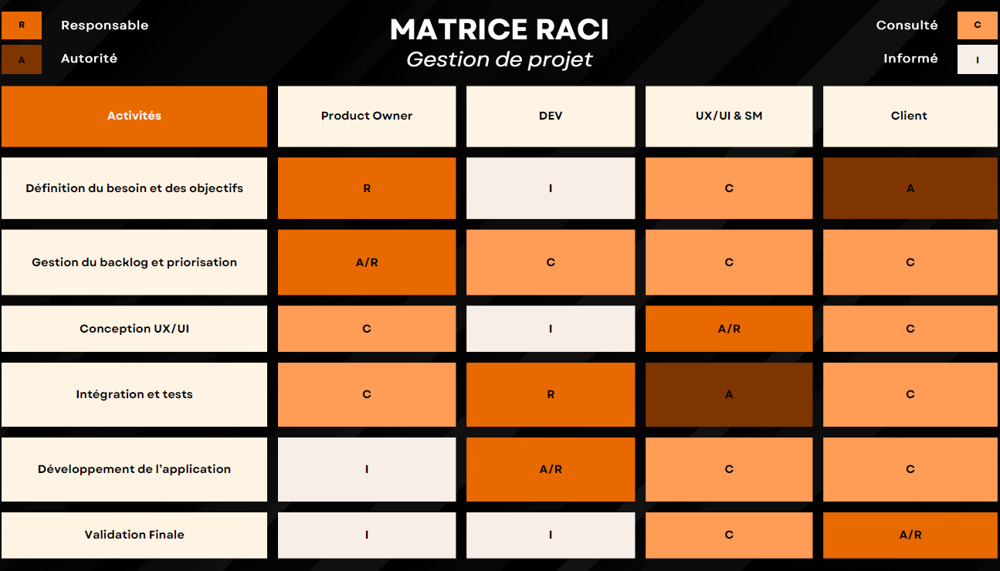 R Responsable
MATRICE RACI
Consulté C
A Autorité
Gestion de projet
Informé I
Activités Product Owner DEV UX/UI & SM Client
Définition du besoin et des objectifs R I C A
Gestion du backlog et priorisation A/R C C C
Conception UX/UI C I A/R C
Intégration et tests C R A C
Développement de l'application I A/R C C
Validation Finale I I C A/R